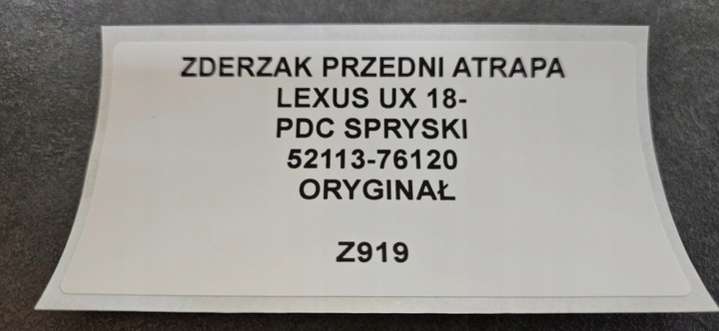 ZDERZAK PRZEDNI ATRAPA
LEXUS UX 18-
PDC SPRYSKI
52113-76120
ORYGINAŁ
Z919